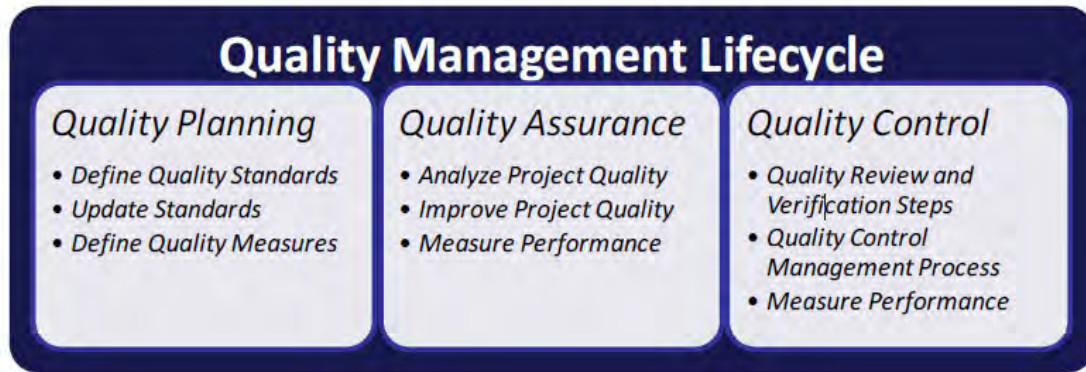 Quality Management Lifecycle
Quality Planning
• Define Quality Standards
• Update Standards
• Define Quality Measures
Quality Assurance
• Analyze Project Quality
• Improve Project Quality
• Measure Performance
Quality Control
• Quality Review and
Verification Steps
• Quality Control
Management Process
• Measure Performance